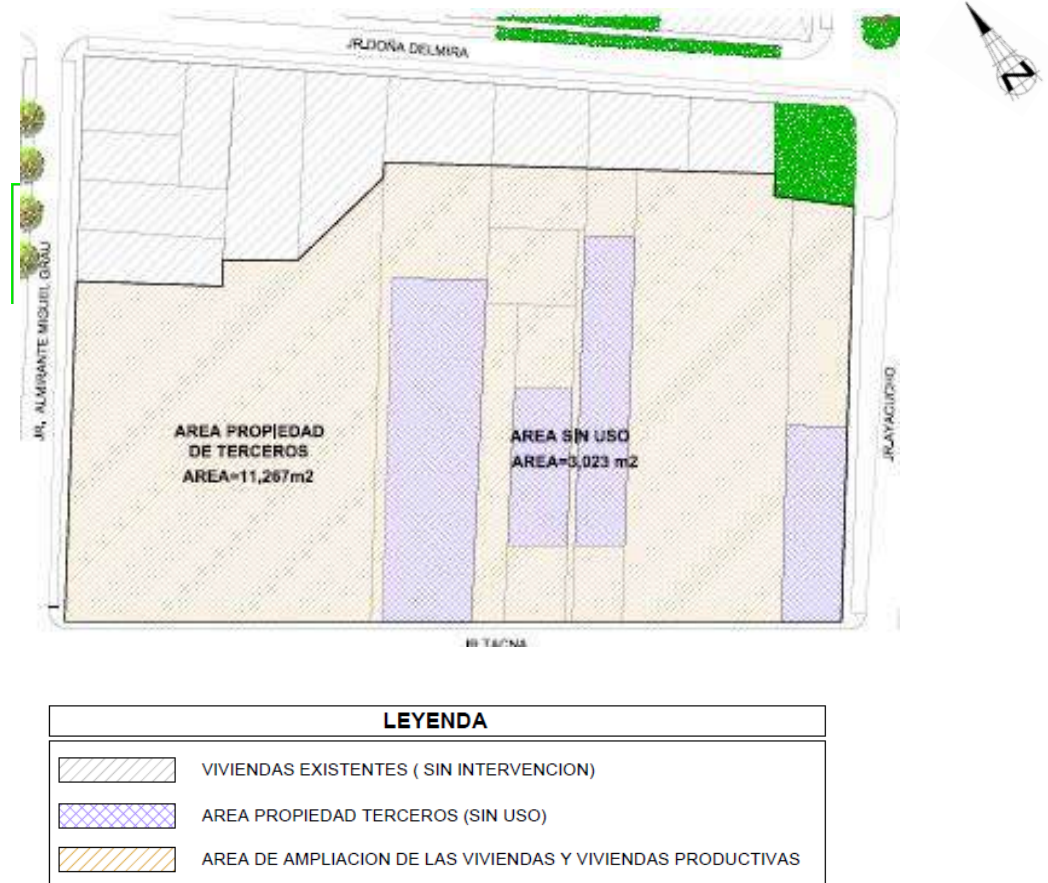 JR.DOÑA DELMIRA
N
JR, ALMIRANTE MIGUEL GRAU
AREA PROPIEDAD
DE TERCEROS
AREA=11,267m2
AREA SIN USO
AREA=3,023 m2
JR.AYACUCHO
JR.TACNA
LEYENDA
VIVIENDAS EXISTENTES ( SIN INTERVENCION)
AREA PROPIEDAD TERCEROS (SIN USO)
AREA DE AMPLIACION DE LAS VIVIENDAS Y VIVIENDAS PRODUCTIVAS